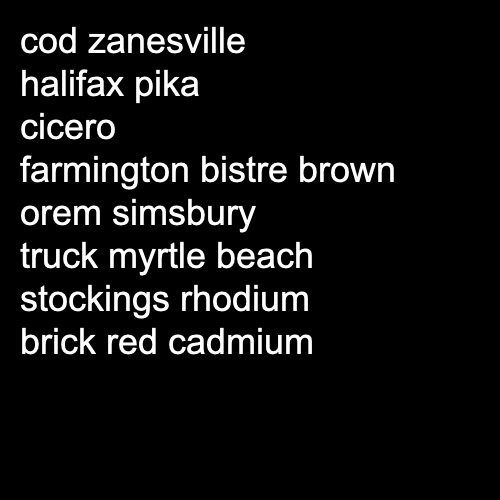 cod zanesville
halifax pika
cicero
farmington bistre brown
orem simsbury
truck myrtle beach
stockings rhodium
brick red cadmium